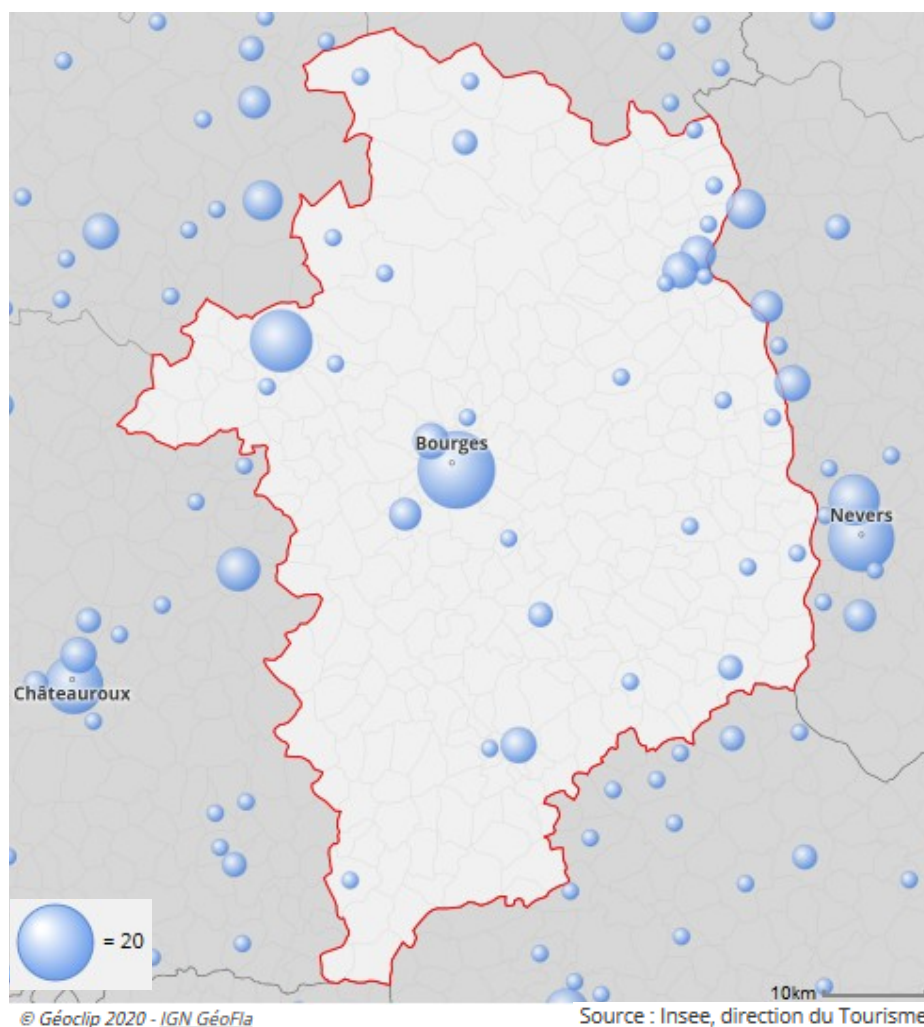 Bourges
Nevers
Châteauroux
= 20
10km
© Géoclip 2020 - IGN GéoFla
Source : Insee, direction du Tourisme